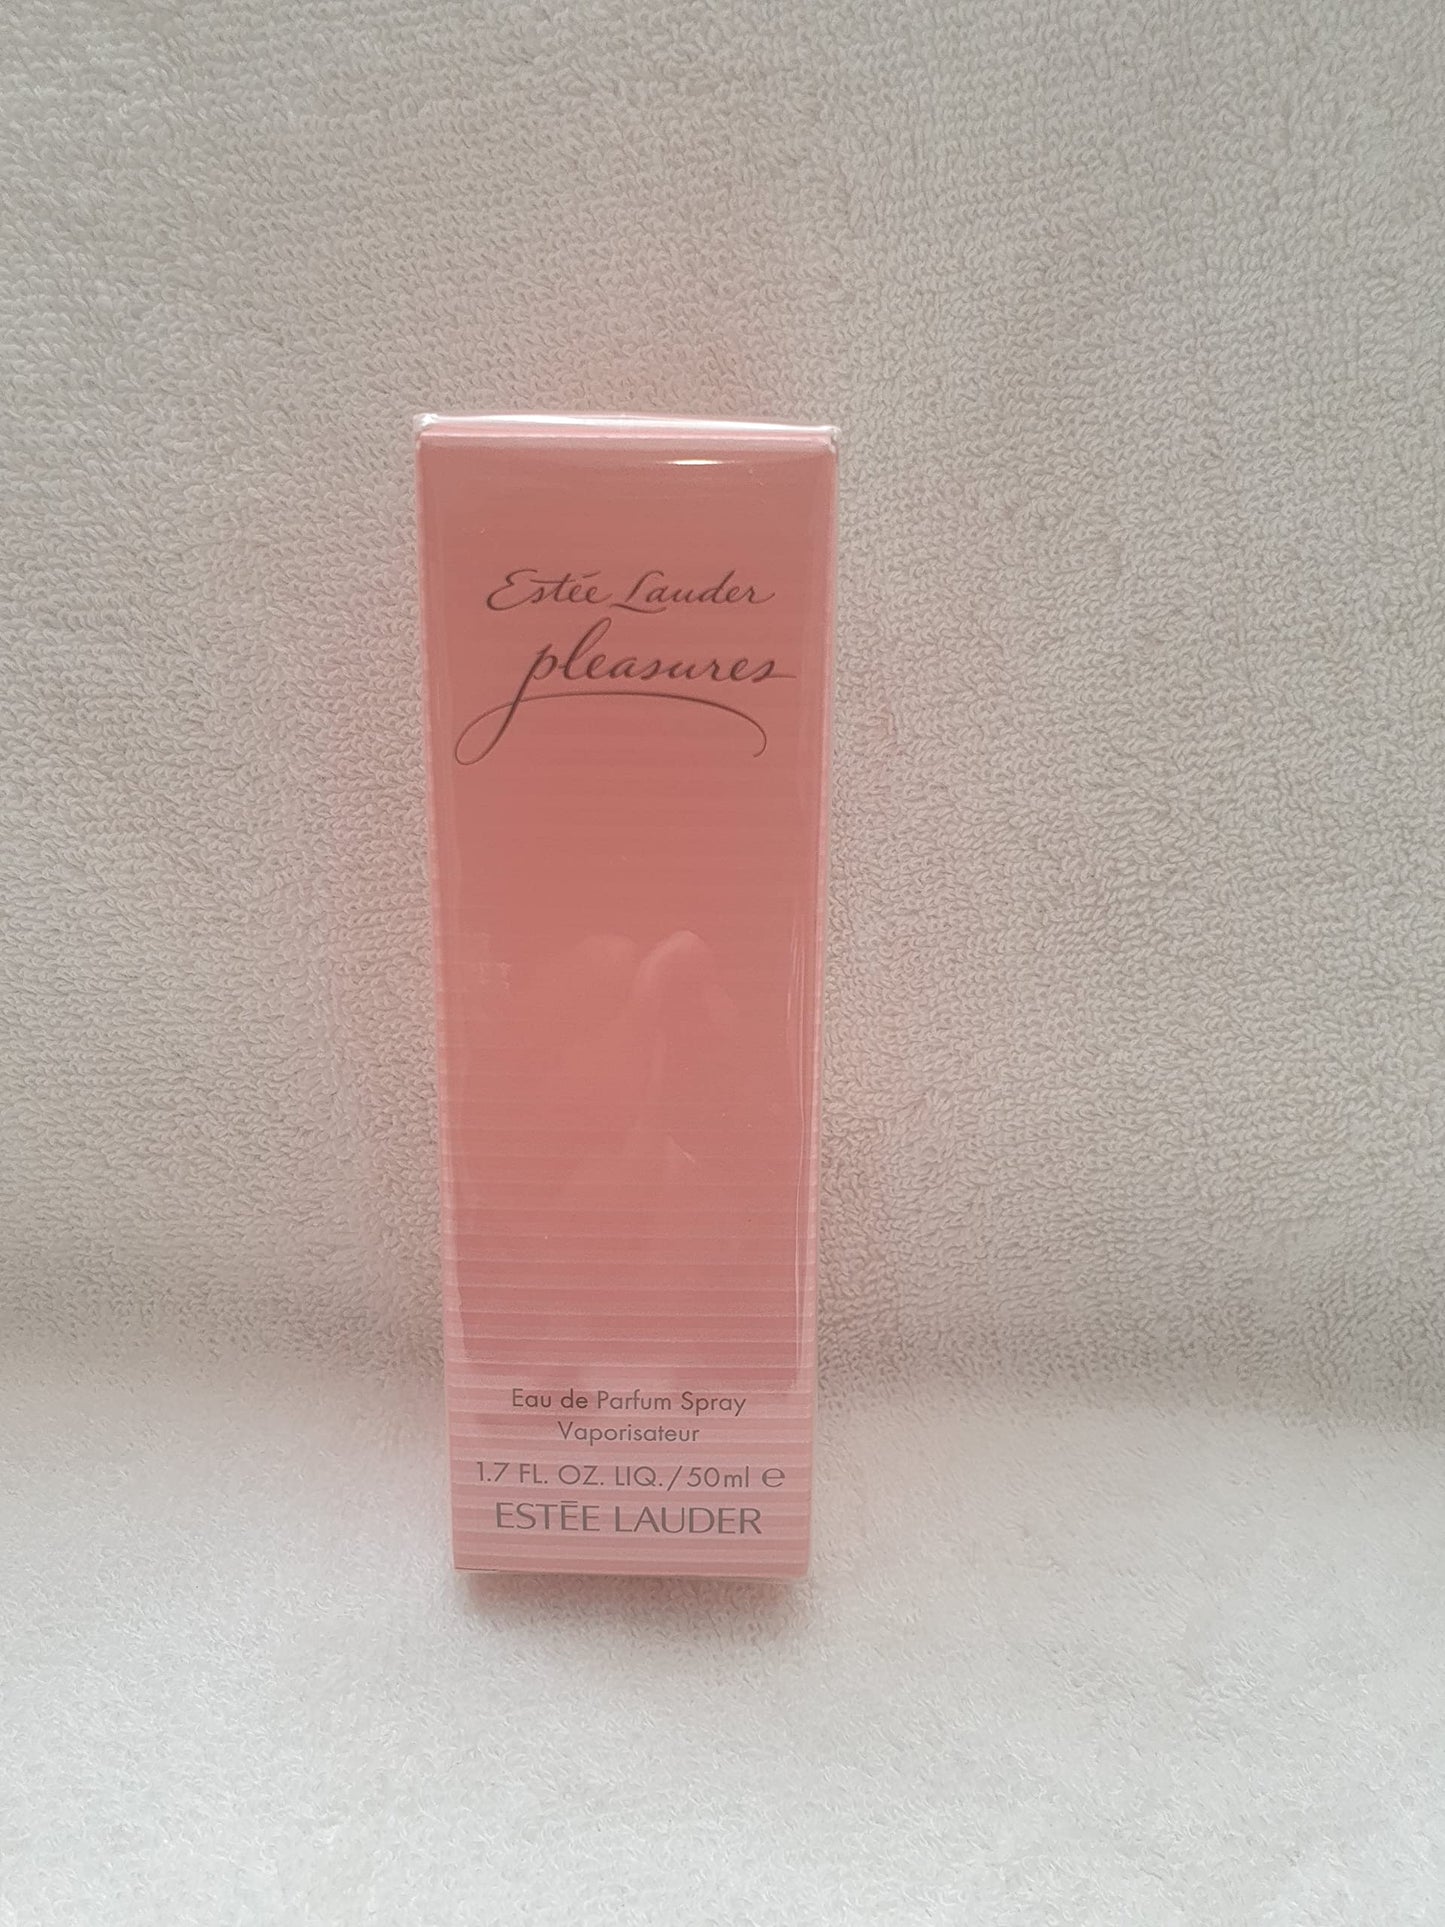 Estée Lauder
pleasures
Eau de Parfum Spray
Vaporisateur
1.7 FL. OZ. LIQ./50ml ℮
ESTĒE LAUDER